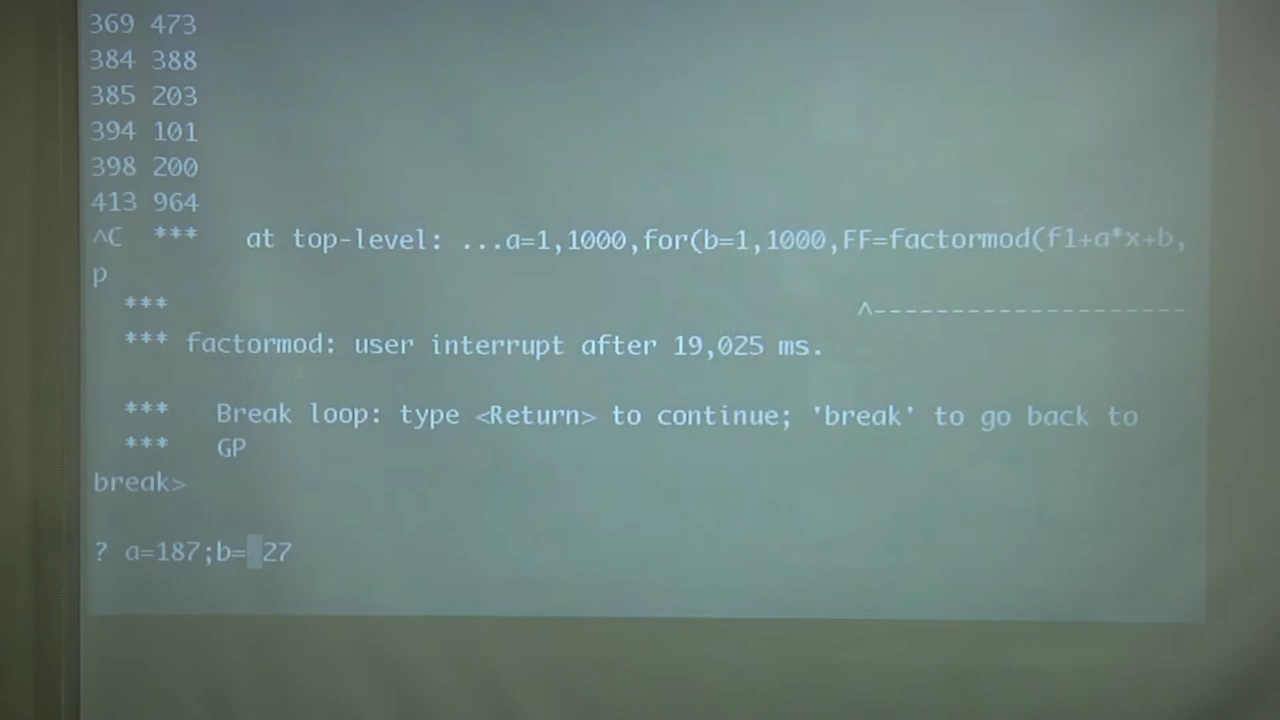 369 473
384 388
385 203
394 101
398 200
413 964
^C  ***   at top-level: ...a=1,1000,for(b=1,1000,FF=factormod(f1+a*x+b,
p
***                                                ^--------------------
*** factormod: user interrupt after 19,025 ms.
***   Break loop: type <Return> to continue; 'break' to go back to
***   GP
break>
? a=187;b= 27